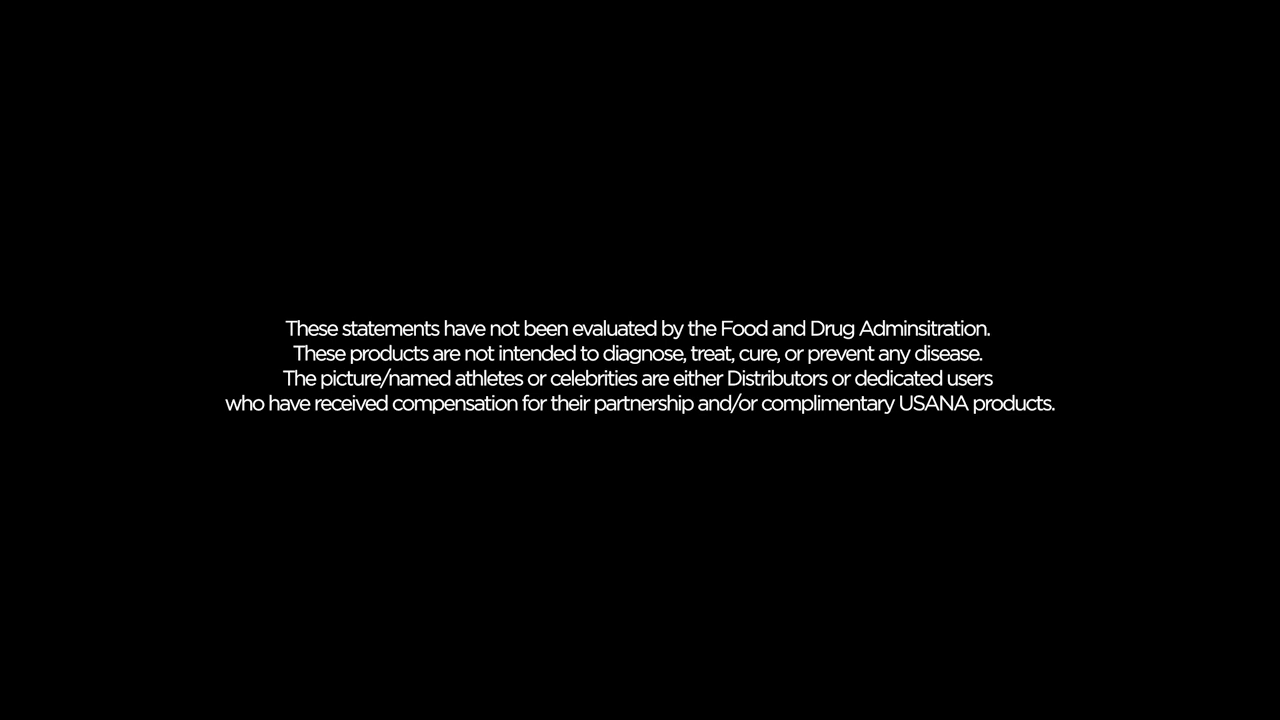 These statements have not been evaluated by the Food and Drug Adminsitration.
These products are not intended to diagnose, treat, cure, or prevent any disease.
The picture/named athletes or celebrities are either Distributors or dedicated users
who have received compensation for their partnership and/or complimentary USANA products.